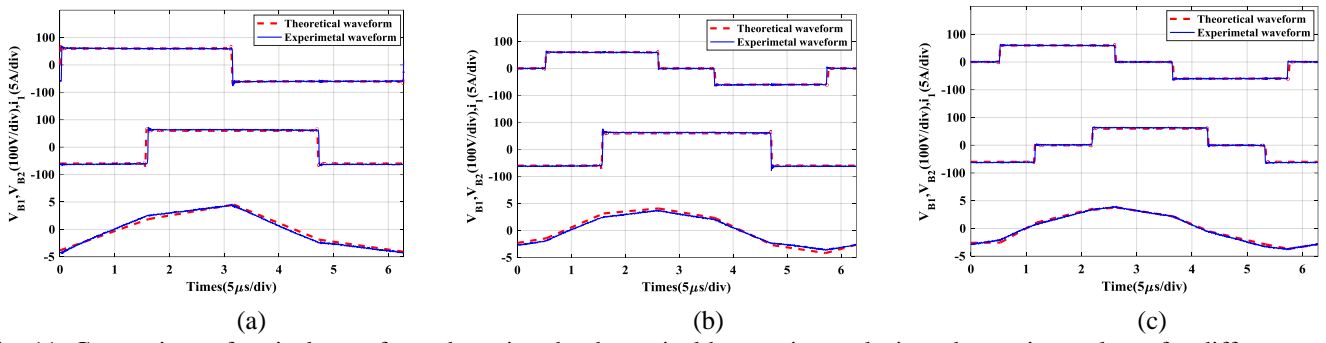 Theoretical waveform
Experimetal waveform
V_B1,V_B2(100V/div),i_1(5A/div)
100
0
-100
100
0
-100
5
0
-5
0 1 2 3 4 5 6
Times(5μs/div)
(a)
Theoretical waveform
Experimetal waveform
V_B1,V_B2(100V/div),i_1(5A/div)
100
0
-100
100
0
-100
5
0
-5
0 1 2 3 4 5 6
Times(5μs/div)
(b)
Theoretical waveform
Experimetal waveform
V_B1,V_B2(100V/div),i_1(5A/div)
100
0
-100
100
0
-100
5
0
-5
0 1 2 3 4 5 6
Time(5μs/div)
(c)